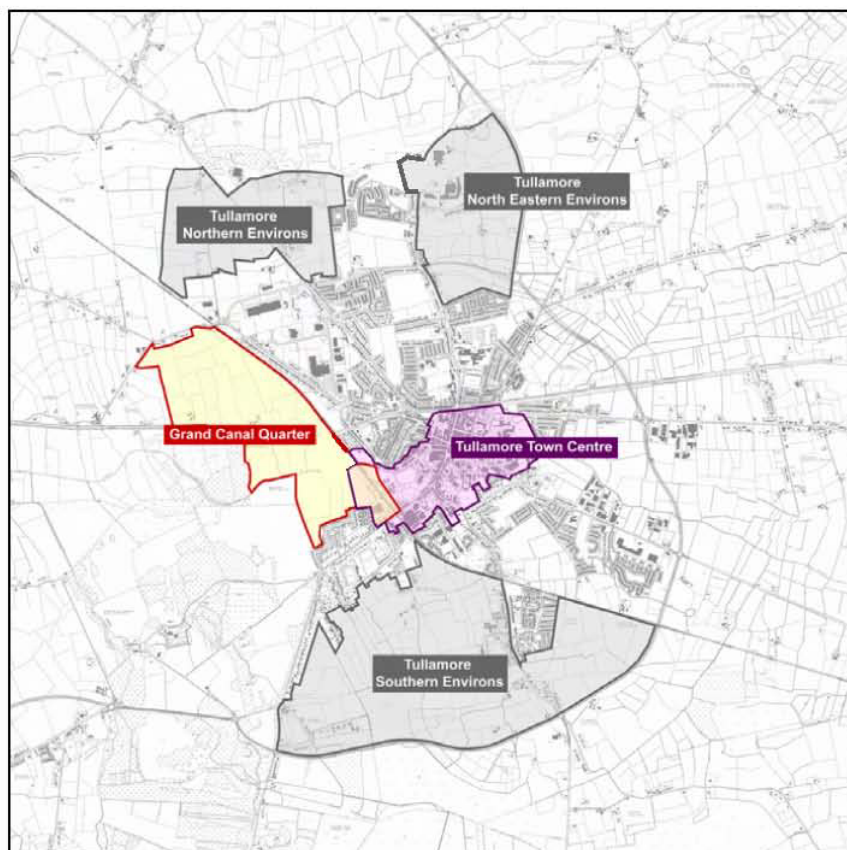 Tullamore
North Eastern Environs
Tullamore
Northern Environs
Grand Canal Quarter
Tullamore Town Centre
Tullamore
Southern Environs